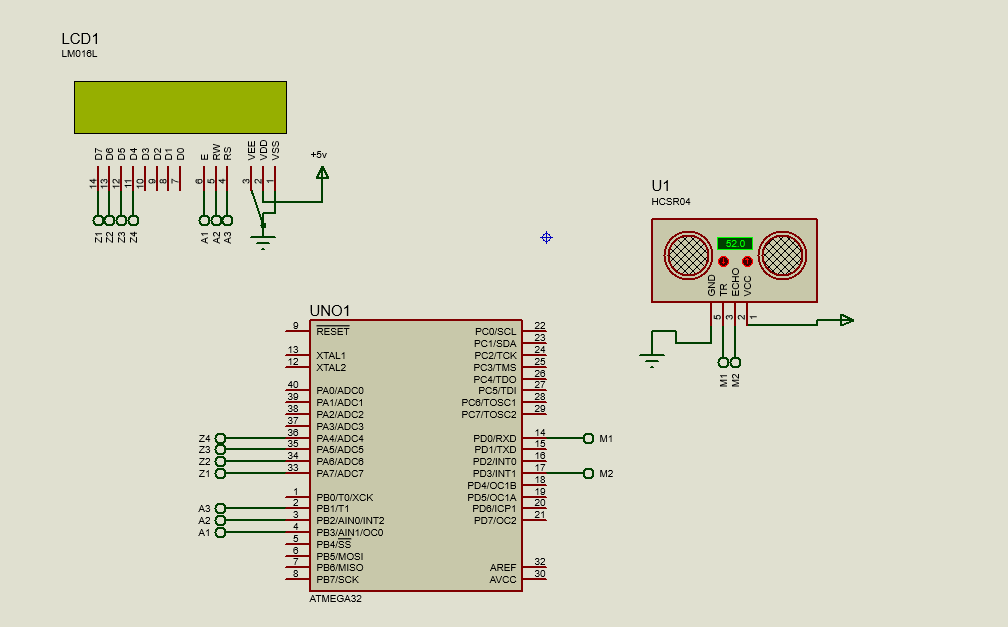 LCD1
LM016L
D7 D6 D5 D4 D3 D2 D1 D0 E RW RS VEE VDD VSS
14 13 12 11 10 9 8 7 6 5 4 3 2 1
+5v
Z1 Z2 Z3 Z4 A1 A2 A3
U1
HCSR04
52.0
GND TR ECHO VCC
5 3 2 1
M1 M2
UNO1
9 RESET PC0/SCL 22
PC1/SDA 23
13 XTAL1 PC2/TCK 24
12 XTAL2 PC3/TMS 25
PC4/TDO 26
40 PA0/ADC0 PC5/TDI 27
39 PA1/ADC1 PC6/TOSC1 28
38 PA2/ADC2 PC7/TOSC2 29
37 PA3/ADC3
Z4 36 PA4/ADC4 PD0/RXD 14 M1
Z3 35 PA5/ADC5 PD1/TXD 15
Z2 34 PA6/ADC6 PD2/INT0 16
Z1 33 PA7/ADC7 PD3/INT1 17 M2
PD4/OC1B 18
1 PB0/T0/XCK PD5/OC1A 19
A3 2 PB1/T1 PD6/ICP1 20
A2 3 PB2/AIN0/INT2 PD7/OC2 21
A1 4 PB3/AIN1/OC0
5 PB4/SS
6 PB5/MOSI
7 PB6/MISO AREF 32
8 PB7/SCK AVCC 30
ATMEGA32